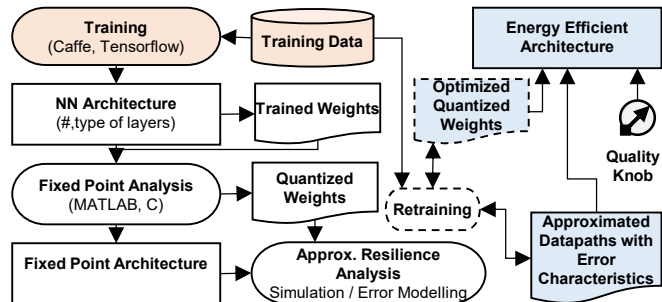 Training
(Caffe, Tensorflow)
Training Data
Energy Efficient
Architecture
NN Architecture
(#,type of layers)
Trained Weights
Optimized
Quantized
Weights
Quality
Knob
Fixed Point Analysis
(MATLAB, C)
Quantized
Weights
Retraining
Approximated
Datapaths with
Error
Characteristics
Fixed Point Architecture
Approx. Resilience
Analysis
Simulation / Error Modelling